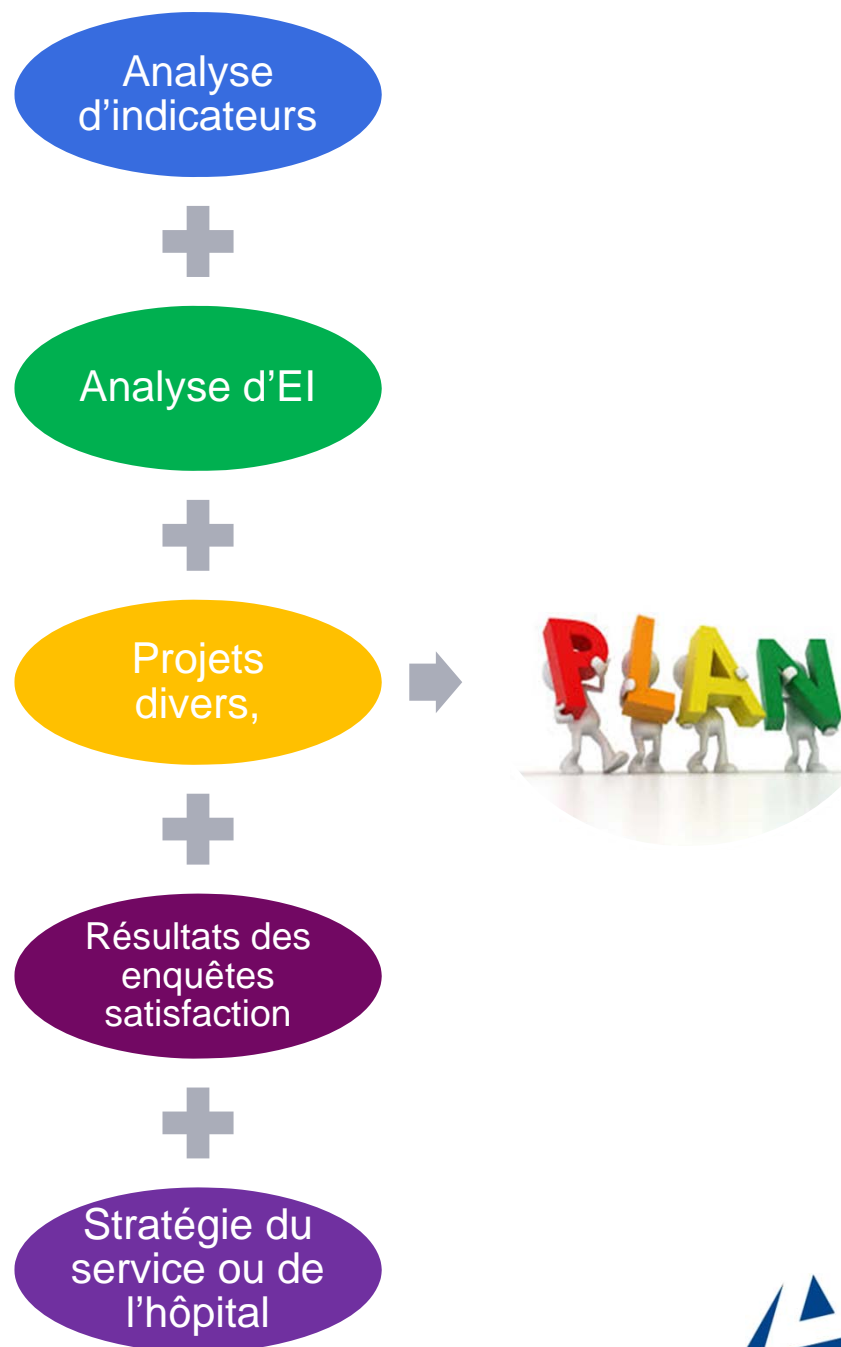 Analyse
d’indicateurs
Analyse d’EI
Projets
divers,
PLAN
Résultats des
enquêtes
satisfaction
Stratégie du
service ou de
l’hôpital